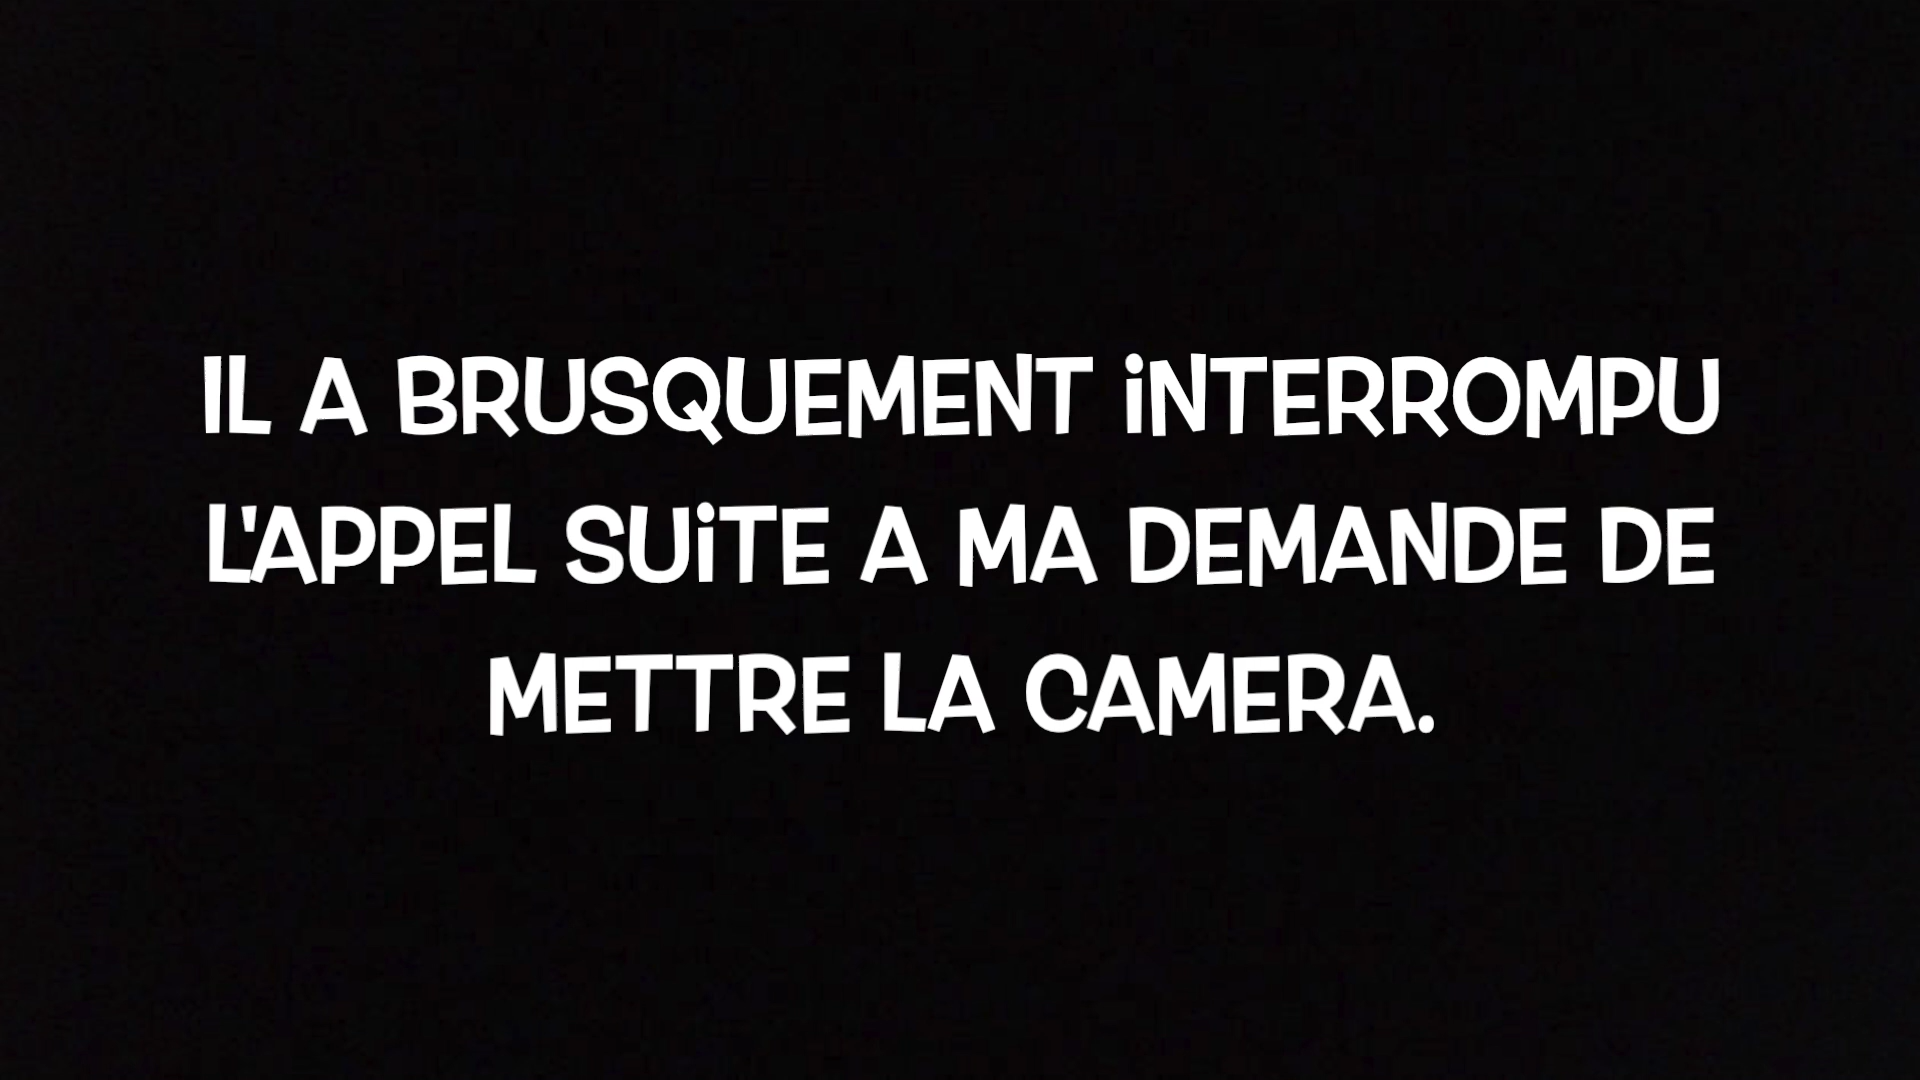 IL A BRUSQUEMENT iNTERROMPU
L'APPEL SUiTE A MA DEMANDE DE
METTRE LA CAMERA.